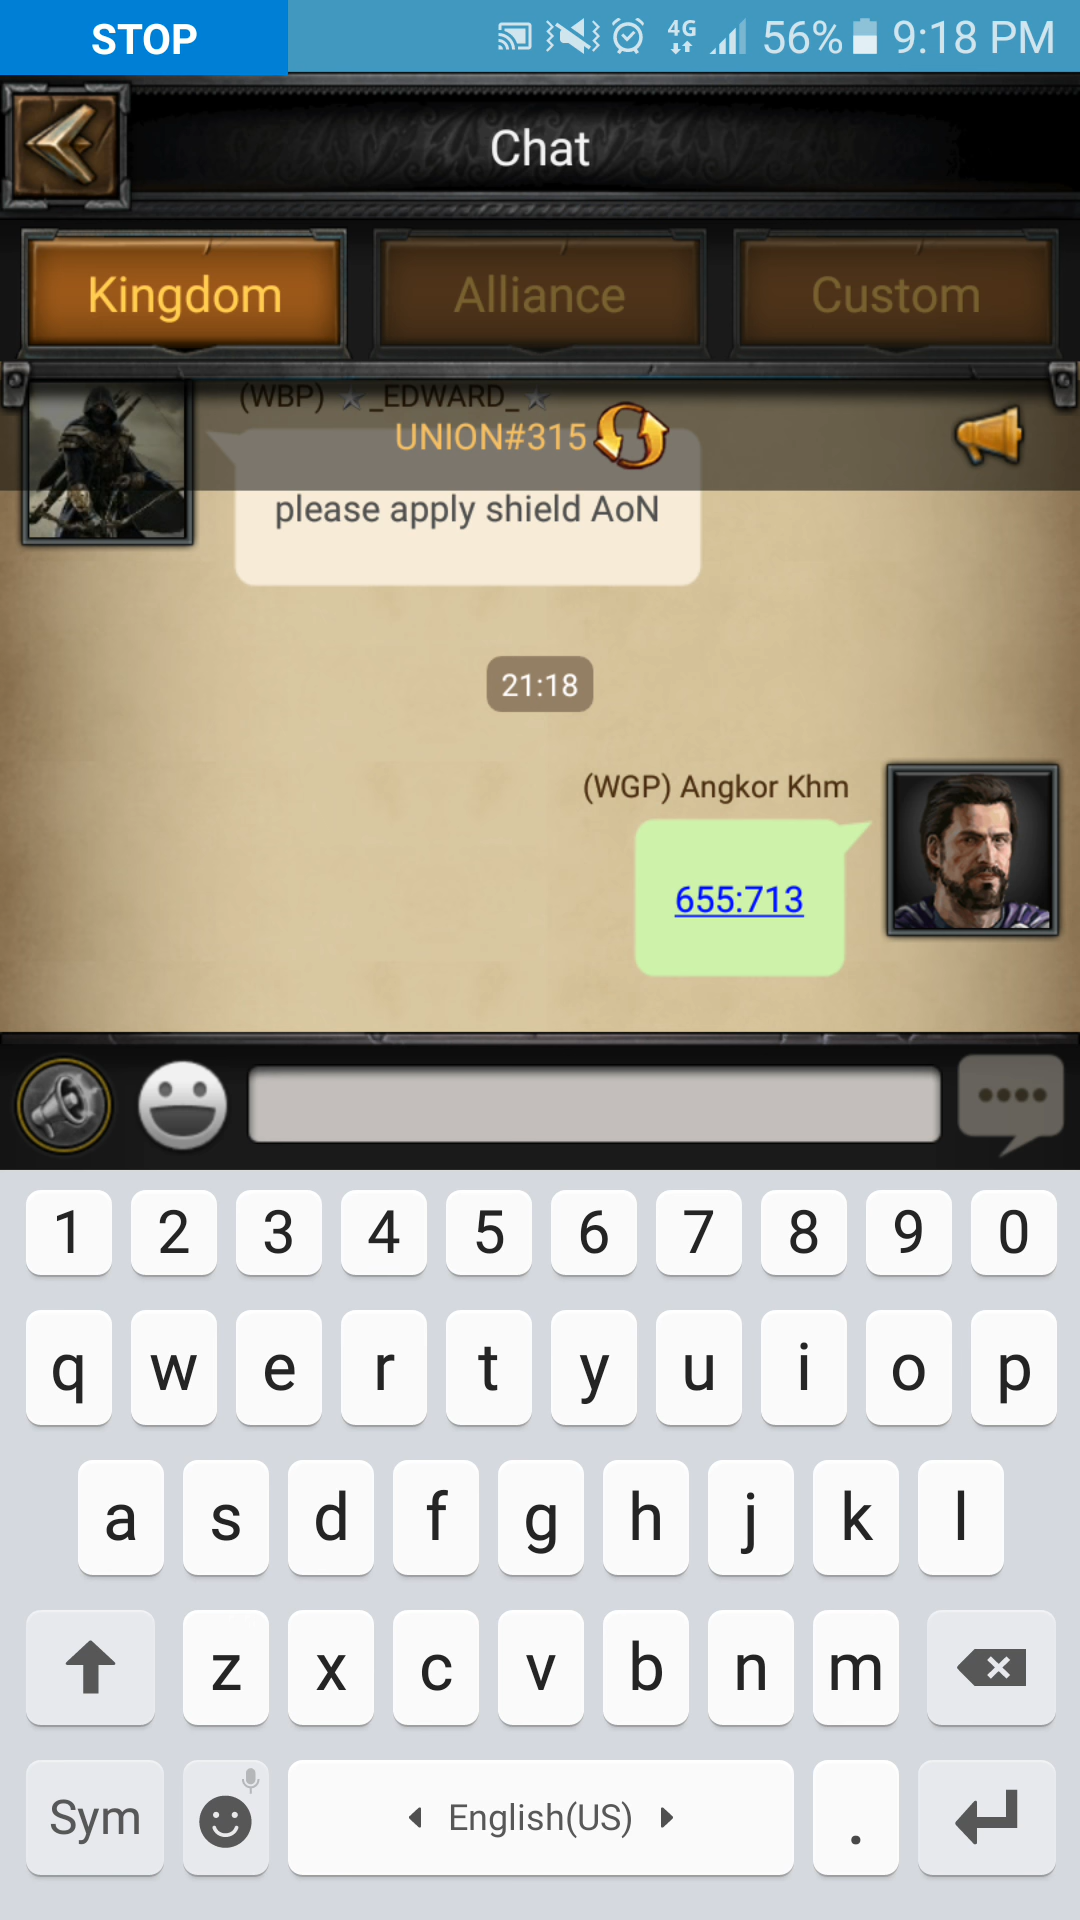 STOP
4G 56% 9:18 PM
Chat
Kingdom Alliance Custom
(WBP) ★_EDWARD_★
UNION#315
please apply shield AoN
21:18
(WGP) Angkor Khm
655:713
1 2 3 4 5 6 7 8 9 0
q w e r t y u i o p
a s d f g h j k l
z x c v b n m
Sym English(US) .